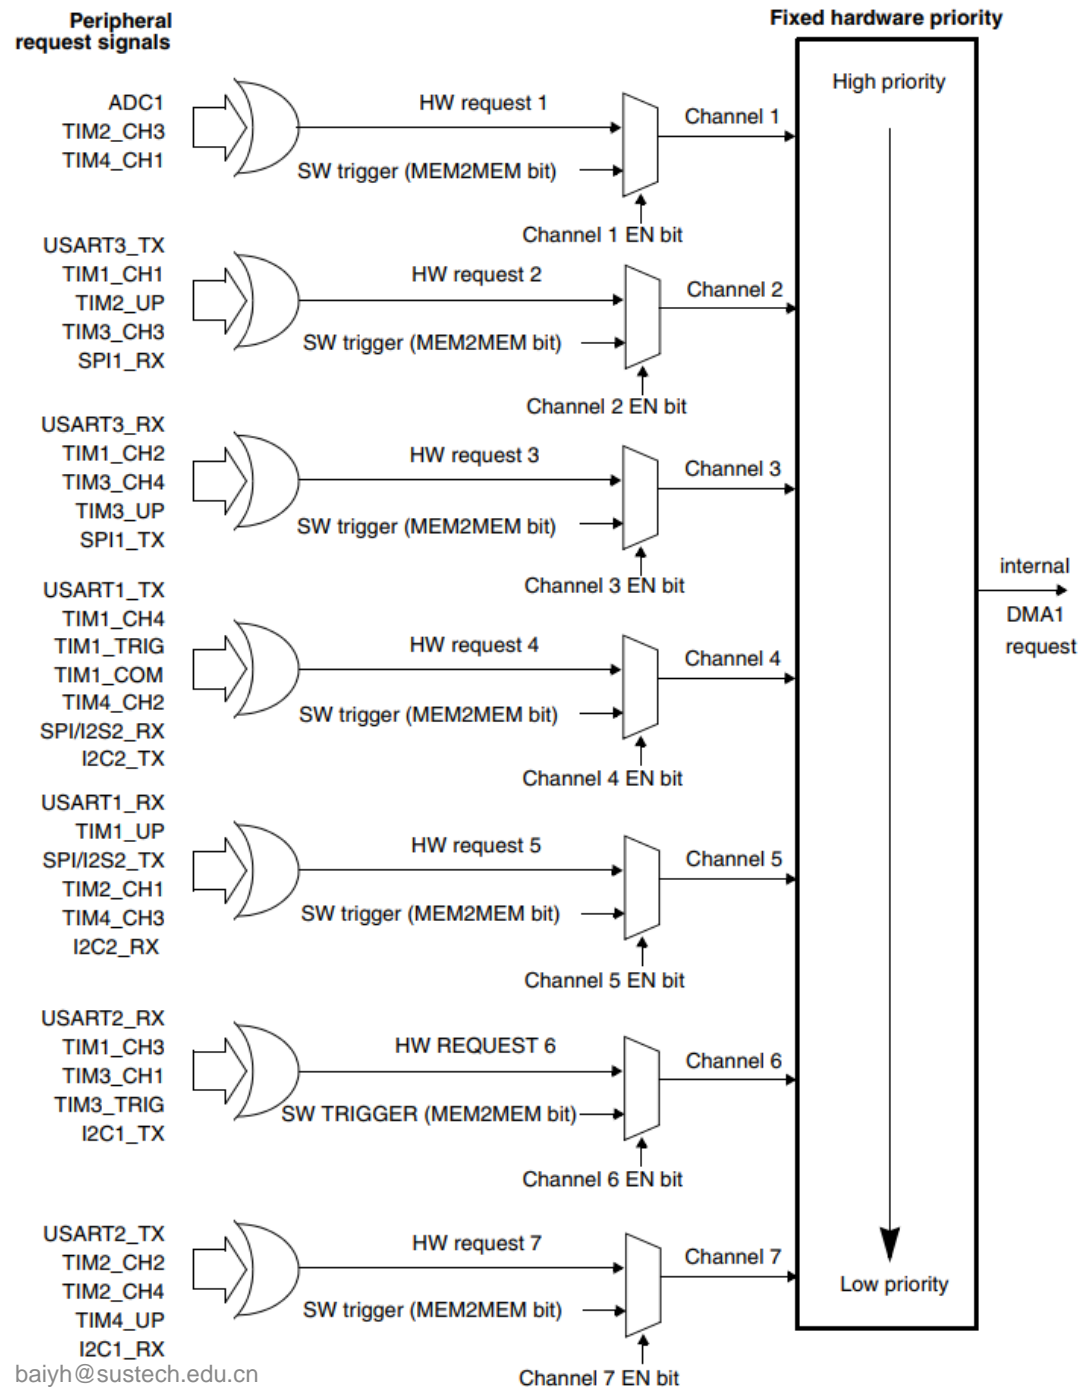 Peripheral
request signals
Fixed hardware priority
High priority
ADC1
TIM2_CH3
TIM4_CH1
HW request 1
SW trigger (MEM2MEM bit)
Channel 1
Channel 1 EN bit
USART3_TX
TIM1_CH1
TIM2_UP
TIM3_CH3
SPI1_RX
HW request 2
SW trigger (MEM2MEM bit)
Channel 2
Channel 2 EN bit
USART3_RX
TIM1_CH2
TIM3_CH4
TIM3_UP
SPI1_TX
HW request 3
SW trigger (MEM2MEM bit)
Channel 3
Channel 3 EN bit
internal
DMA1
request
USART1_TX
TIM1_CH4
TIM1_TRIG
TIM1_COM
TIM4_CH2
SPI/I2S2_RX
I2C2_TX
HW request 4
SW trigger (MEM2MEM bit)
Channel 4
Channel 4 EN bit
USART1_RX
TIM1_UP
SPI/I2S2_TX
TIM2_CH1
TIM4_CH3
I2C2_RX
HW request 5
SW trigger (MEM2MEM bit)
Channel 5
Channel 5 EN bit
USART2_RX
TIM1_CH3
TIM3_CH1
TIM3_TRIG
I2C1_TX
HW REQUEST 6
SW TRIGGER (MEM2MEM bit)
Channel 6
Channel 6 EN bit
USART2_TX
TIM2_CH2
TIM2_CH4
TIM4_UP
I2C1_RX
HW request 7
SW trigger (MEM2MEM bit)
Channel 7
Channel 7 EN bit
Low priority
baiyh@sustech.edu.cn